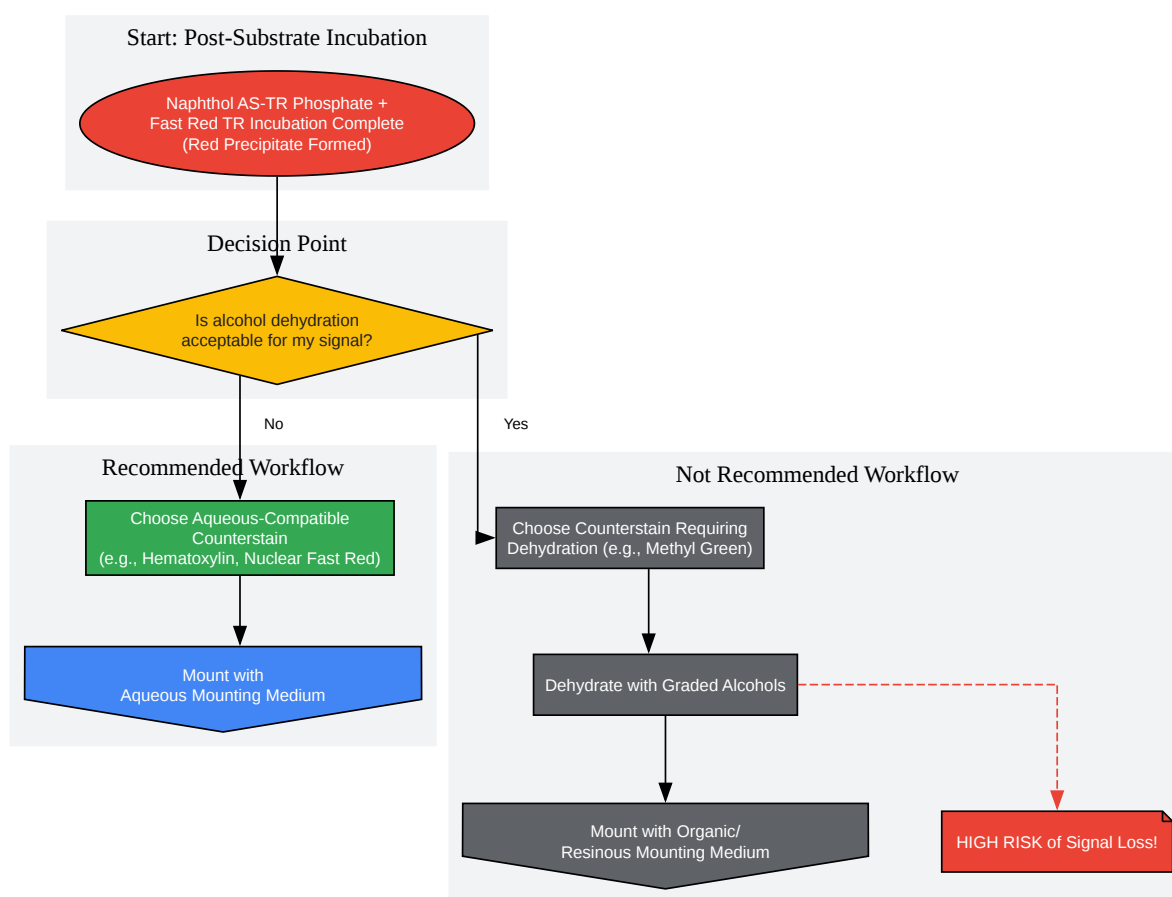 Start: Post-Substrate Incubation
Naphthol AS-TR Phosphate +
Fast Red TR Incubation Complete
(Red Precipitate Formed)
Decision Point
Is alcohol dehydration
acceptable for my signal?
No
Yes
Recommended Workflow
Choose Aqueous-Compatible
Counterstain
(e.g., Hematoxylin, Nuclear Fast Red)
Mount with
Aqueous Mounting Medium
Not Recommended Workflow
Choose Counterstain Requiring
Dehydration (e.g., Methyl Green)
Dehydrate with Graded Alcohols
Mount with Organic/
Resinous Mounting Medium
HIGH RISK of Signal Loss!